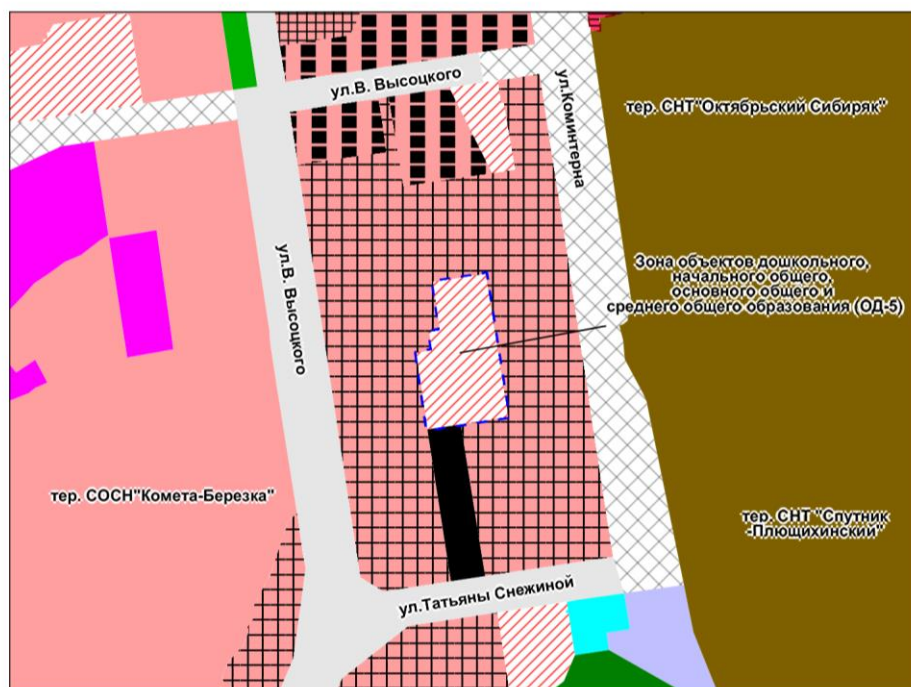 ул.В. Высоцкого
ул.Коминтерна
тер. СНТ"Октябрьский Сибиряк"
ул.В. Высоцкого
Зона объектов дошкольного,
начального общего,
основного общего и
среднего общего образования (ОД-5)
тер. СОСН"Комета-Березка"
тер. СНТ "Спутник
-Плющихинский"
ул.Татьяны Снежиной